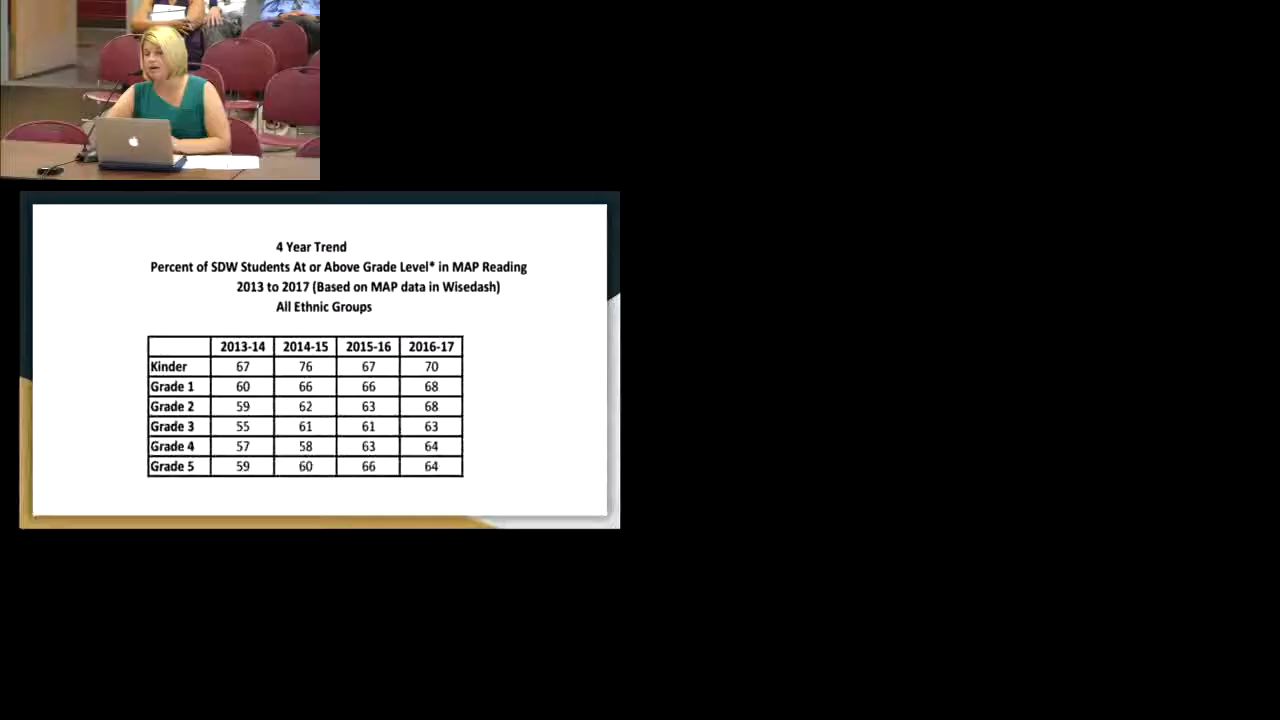 4 Year Trend
Percent of SDW Students At or Above Grade Level* in MAP Reading
2013 to 2017 (Based on MAP data in Wisedash)
All Ethnic Groups
2013-14 2014-15 2015-16 2016-17
Kinder 67 76 67 70
Grade 1 60 66 66 68
Grade 2 59 62 63 68
Grade 3 55 61 61 63
Grade 4 57 58 63 64
Grade 5 59 60 66 64